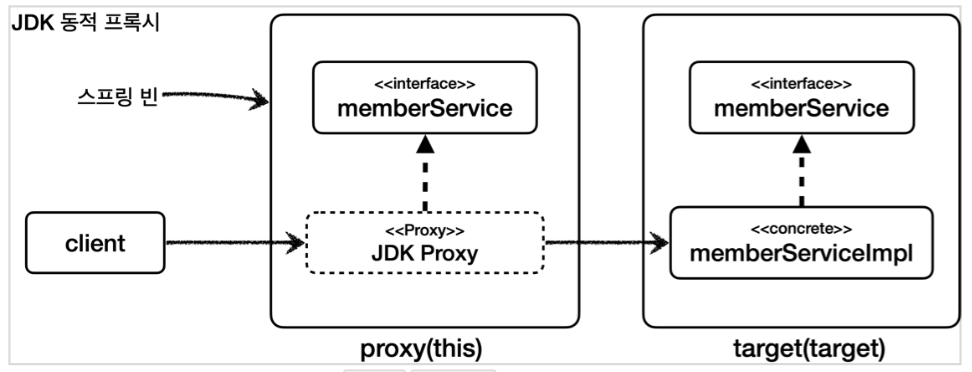 JDK 동적 프록시
스프링 빈
<<interface>>
memberService
<<interface>>
memberService
client
<<Proxy>>
JDK Proxy
<<concrete>>
memberServiceImpl
proxy(this)
target(target)